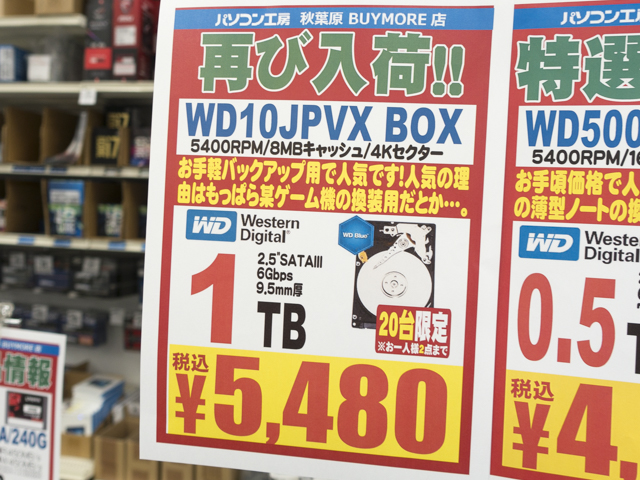 パソコン工房 秋葉原 BUYMORE 店
再び入荷!!
WD10JPVX BOX
5400RPM/8MBキャッシュ/4Kセクター
お手軽バックアップ用で人気です!人気の理
由はもっぱら某ゲーム機の換装用だとか…。
WD Western
Digital
WD Blue
2.5"SATAIII
6Gbps
9.5mm厚
1
TB
20台限定
※お一人様2点まで
税込
¥5,480
パソコン工房
特選
WD500
5400RPM/16
お手頃価格で人
の薄型ノートの換
WD Weste
Digital
0.5
税込
¥4,
BUYMORE 店
情報
A/240G